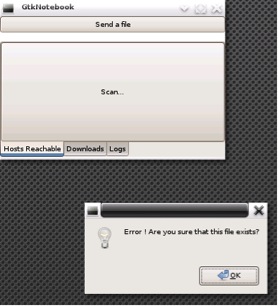 GtkNotebook
Send a file
Scan...
Hosts Reachable Downloads Logs
Error ! Are you sure that this file exists?
OK